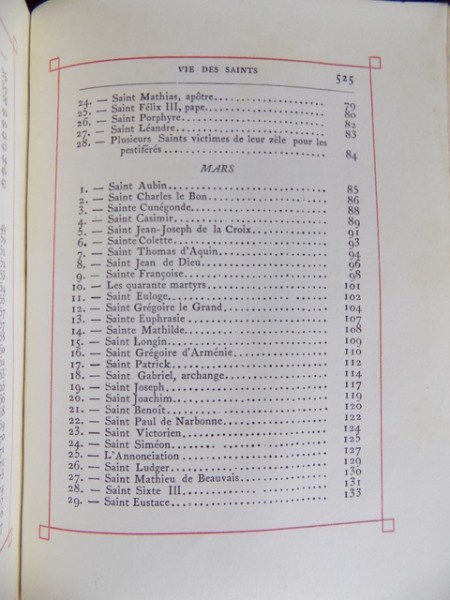 VIE DES SAINTS 525
24. — Saint Mathias, apôtre...................... 79
25. — Saint Félix III, pape...................... 80
26. — Saint Porphyre...................... 82
27. — Saint Léandre...................... 83
28. — Plusieurs Saints victimes de leur zèle pour les
pestiférés...................... 84
MARS
1. — Saint Aubin...................... 85
2. — Saint Charles le Bon...................... 86
3. — Sainte Cunégonde...................... 88
4. — Saint Casimir...................... 89
5. — Saint Jean-Joseph de la Croix...................... 91
6. — Sainte Colette...................... 93
7. — Saint Thomas d'Aquin...................... 94
8. — Saint Jean de Dieu...................... 96
9. — Sainte Françoise...................... 98
10. — Les quarante martyrs...................... 101
11. — Saint Euloge...................... 102
12. — Saint Grégoire le Grand...................... 104
13. — Sainte Euphrasie...................... 107
14. — Sainte Mathilde...................... 108
15. — Saint Longin...................... 109
16. — Saint Grégoire d'Arménie...................... 110
17. — Saint Patrick...................... 112
18. — Saint Gabriel, archange...................... 114
19. — Saint Joseph...................... 117
20. — Saint Joachim...................... 119
21. — Saint Benoît...................... 120
22. — Saint Paul de Narbonne...................... 122
23. — Saint Victorien...................... 124
24. — Saint Siméon...................... 125
25. — L'Annonciation...................... 127
26. — Saint Ludger...................... 129
27. — Saint Mathieu de Beauvais...................... 130
28. — Saint Sixte III...................... 131
29. — Saint Eustace...................... 133